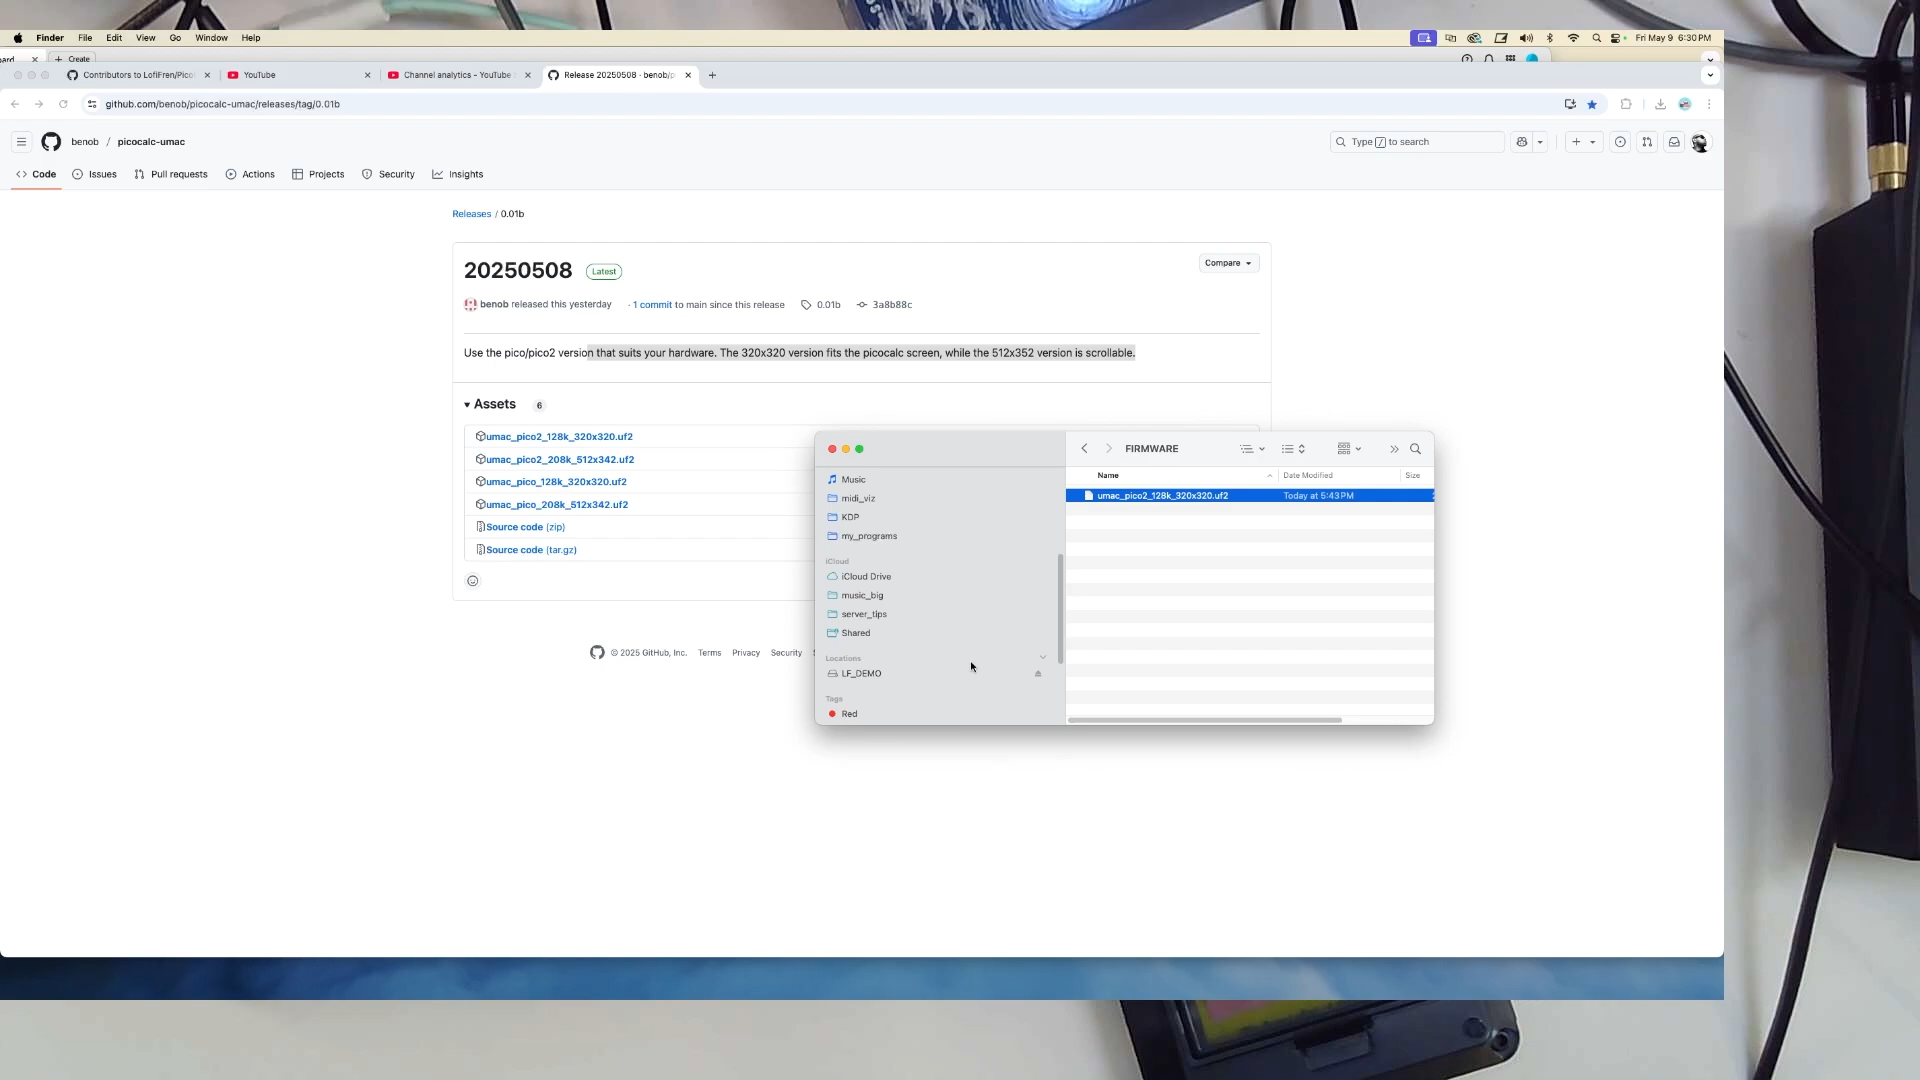 Finder File Edit View Go Window Help
Fri May 9 6:30PM
Create
Contributors to LofiFren/Pico
YouTube
Channel analytics - YouTube
Release 20250508 · benob/p
github.com/benob/picocalc-umac/releases/tag/0.01b
benob / picocalc-umac
Type / to search
Code
Issues
Pull requests
Actions
Projects
Security
Insights
Releases / 0.01b
20250508 Latest
Compare
benob released this yesterday · 1 commit to main since this release 0.01b 3a8b88c
Use the pico/pico2 version that suits your hardware. The 320x320 version fits the picocalc screen, while the 512x352 version is scrollable.
Assets 6
umac_pico2_128k_320x320.uf2
umac_pico2_208k_512x342.uf2
umac_pico_128k_320x320.uf2
umac_pico_208k_512x342.uf2
Source code (zip)
Source code (tar.gz)
© 2025 GitHub, Inc. Terms Privacy Security
FIRMWARE
Name Date Modified Size
umac_pico2_128k_320x320.uf2 Today at 5:43PM
Music
midi_viz
KDP
my_programs
iCloud
iCloud Drive
music_big
server_tips
Shared
Locations
LF_DEMO
Tags
Red